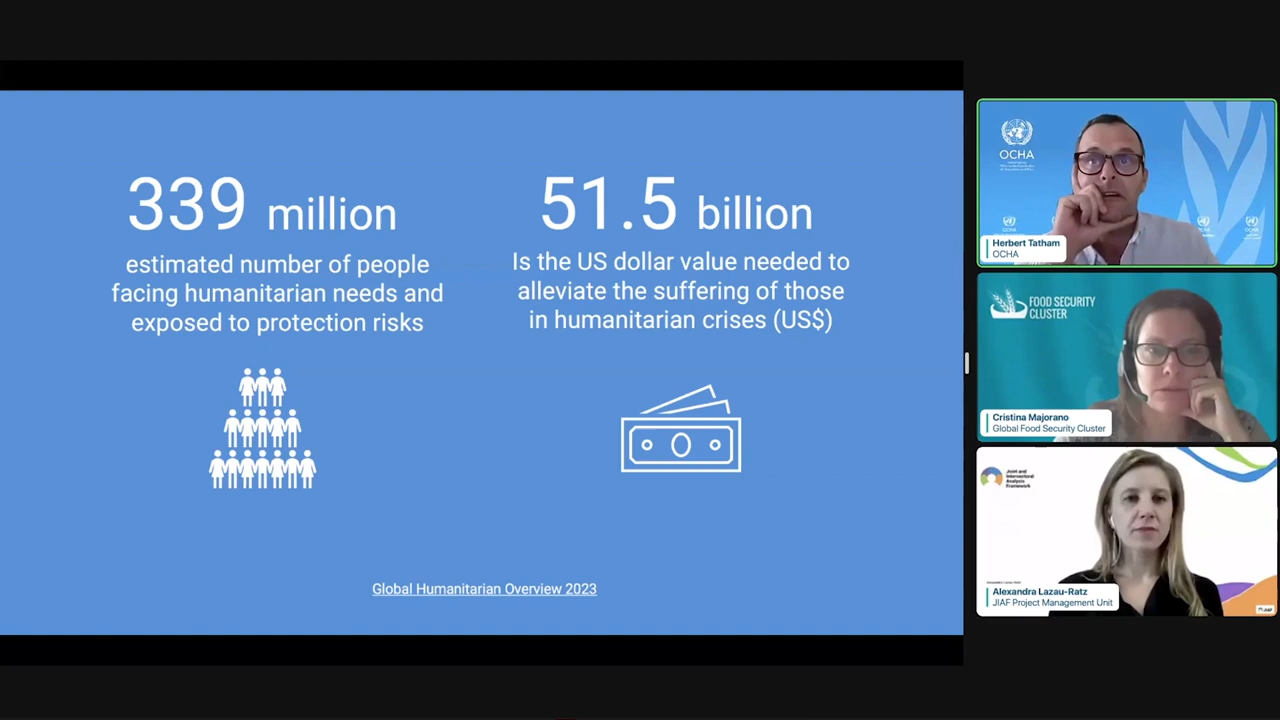 339 million
estimated number of people
facing humanitarian needs and
exposed to protection risks
51.5 billion
Is the US dollar value needed to
alleviate the suffering of those
in humanitarian crises (US$)
Global Humanitarian Overview 2023
OCHA
OCHA
OCHA
Herbert Tatham
OCHA
FOOD SECURITY
CLUSTER
Cristina Majorano
Global Food Security Cluster
Joint and
Intersectoral
Analysis
Framework
Alexandra Lazau-Ratz
JIAF Project Management Unit
JIAF